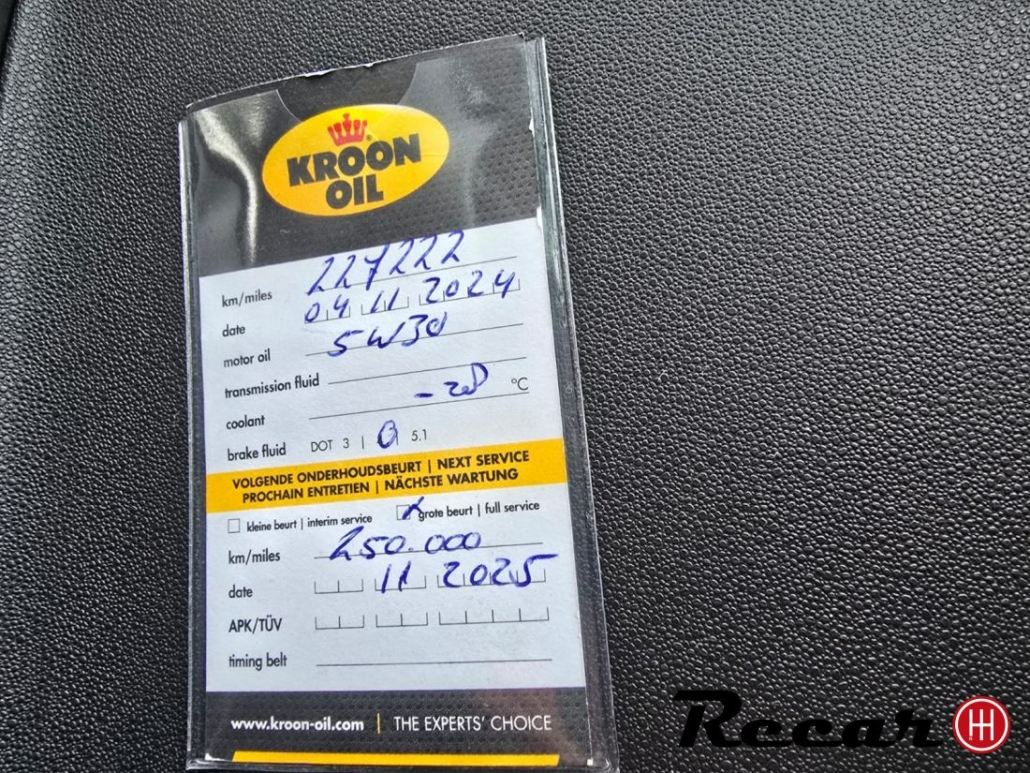 KROON
OIL
km/miles 227222
date 04 11 2024
motor oil 5W30
transmission fluid
coantant -28 °C
brake fluid DOT 3 | 5.1
VOLGENDE ONDERHOUDSBEURT | NEXT SERVICE
PROCHAIN ENTRETIEN | NÄCHSTE WARTUNG
kleine beurt | interim service grote beurt | full service
km/miles 250.000
date 11 2025
APK/TÜV
timing belt
www.kroon-oil.com | THE EXPERTS' CHOICE
Recar